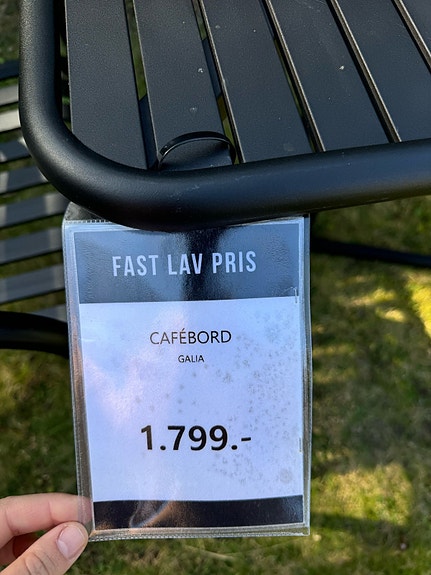 FAST LAV PRIS
CAFÉBORD
GALIA
1.799.-